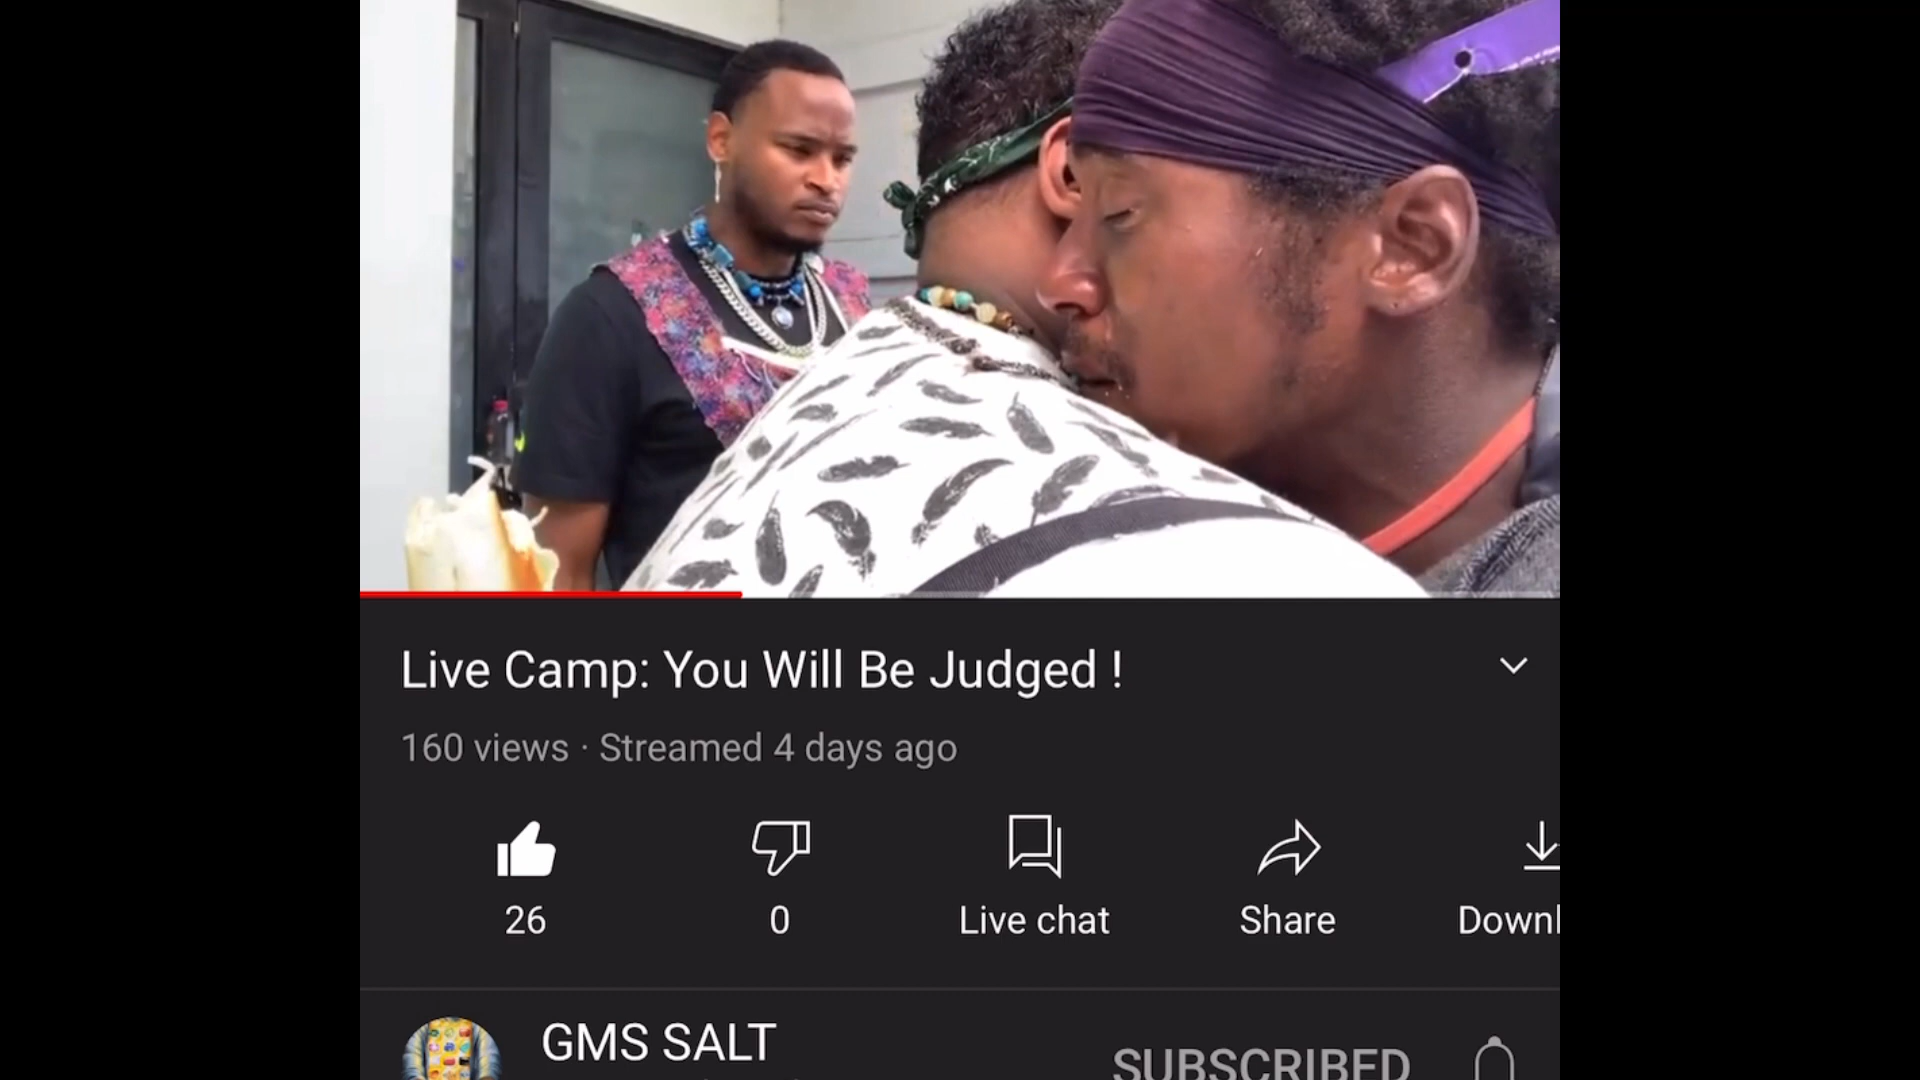 Live Camp: You Will Be Judged !
160 views · Streamed 4 days ago
26
0
Live chat
Share
Downl
GMS SALT
SUBSCRIBED